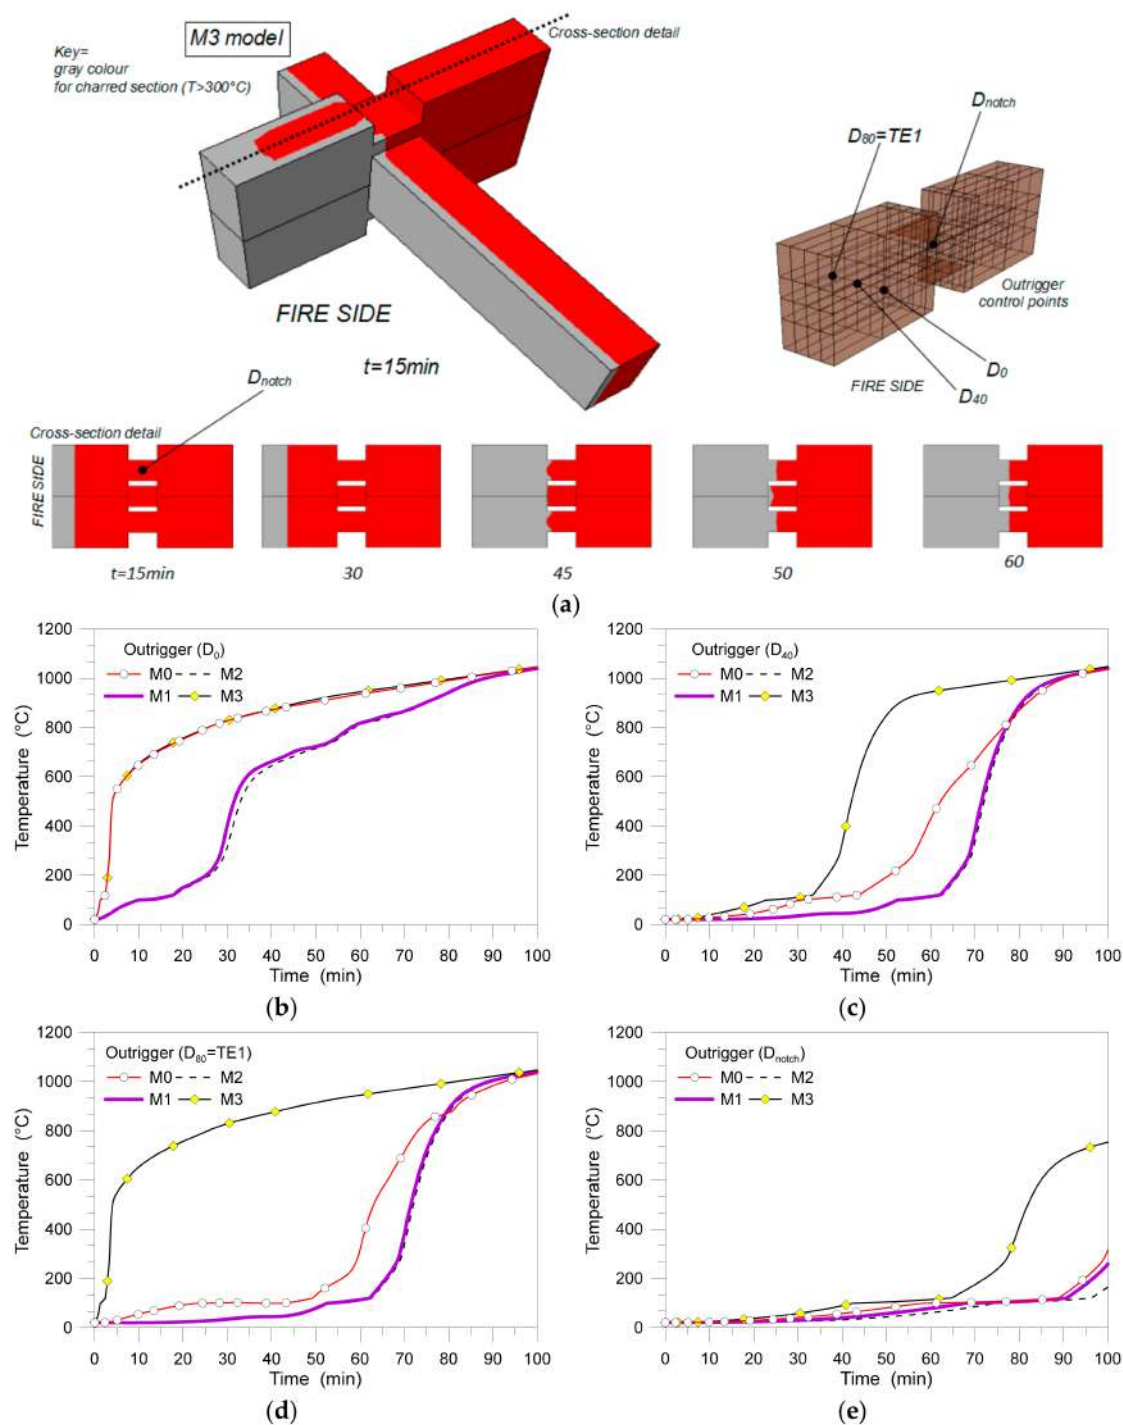 M3 model
Cross-section detail
Key=
gray colour
for charred section (T>300°C)
Dnotch
D80=TE1
FIRE SIDE
Outrigger
control points
t=15min
D0
D40
FIRE SIDE
Dnotch
Cross-section detail
FIRE SIDE
t=15min 30 45 50 60
(a)
1200
1000
800
600
400
200
0
Temperature (°C)
Outrigger (D0)
M0 M2
M1 M3
0 10 20 30 40 50 60 70 80 90 100
Time (min)
(b)
1200
1000
800
600
400
200
0
Temperature (°C)
Outrigger (D40)
M0 M2
M1 M3
0 10 20 30 40 50 60 70 80 90 100
Time (min)
(c)
1200
1000
800
600
400
200
0
Temperature (°C)
Outrigger (D80=TE1)
M0 M2
M1 M3
0 10 20 30 40 50 60 70 80 90 100
Time (min)
(d)
1200
1000
800
600
400
200
0
Temperature (°C)
Outrigger (Dnotch)
M0 M2
M1 M3
0 10 20 30 40 50 60 70 80 90 100
Time (min)
(e)